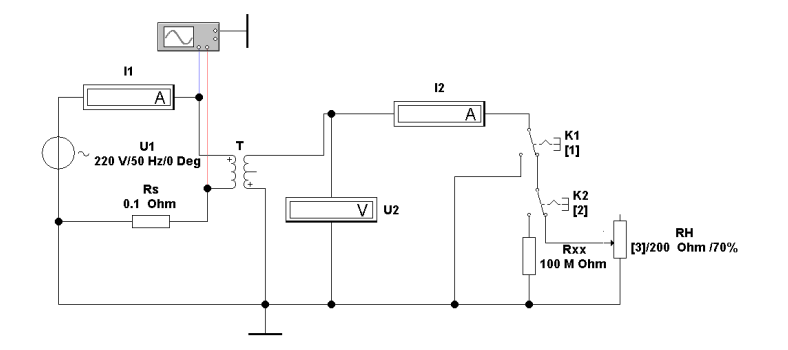 I1
A
U1
220 V/50 Hz/0 Deg
Rs
0.1 Ohm
T
I2
A
V
U2
K1
[1]
K2
[2]
Rxx
100 M Ohm
RH
[3]/200 Ohm /70%